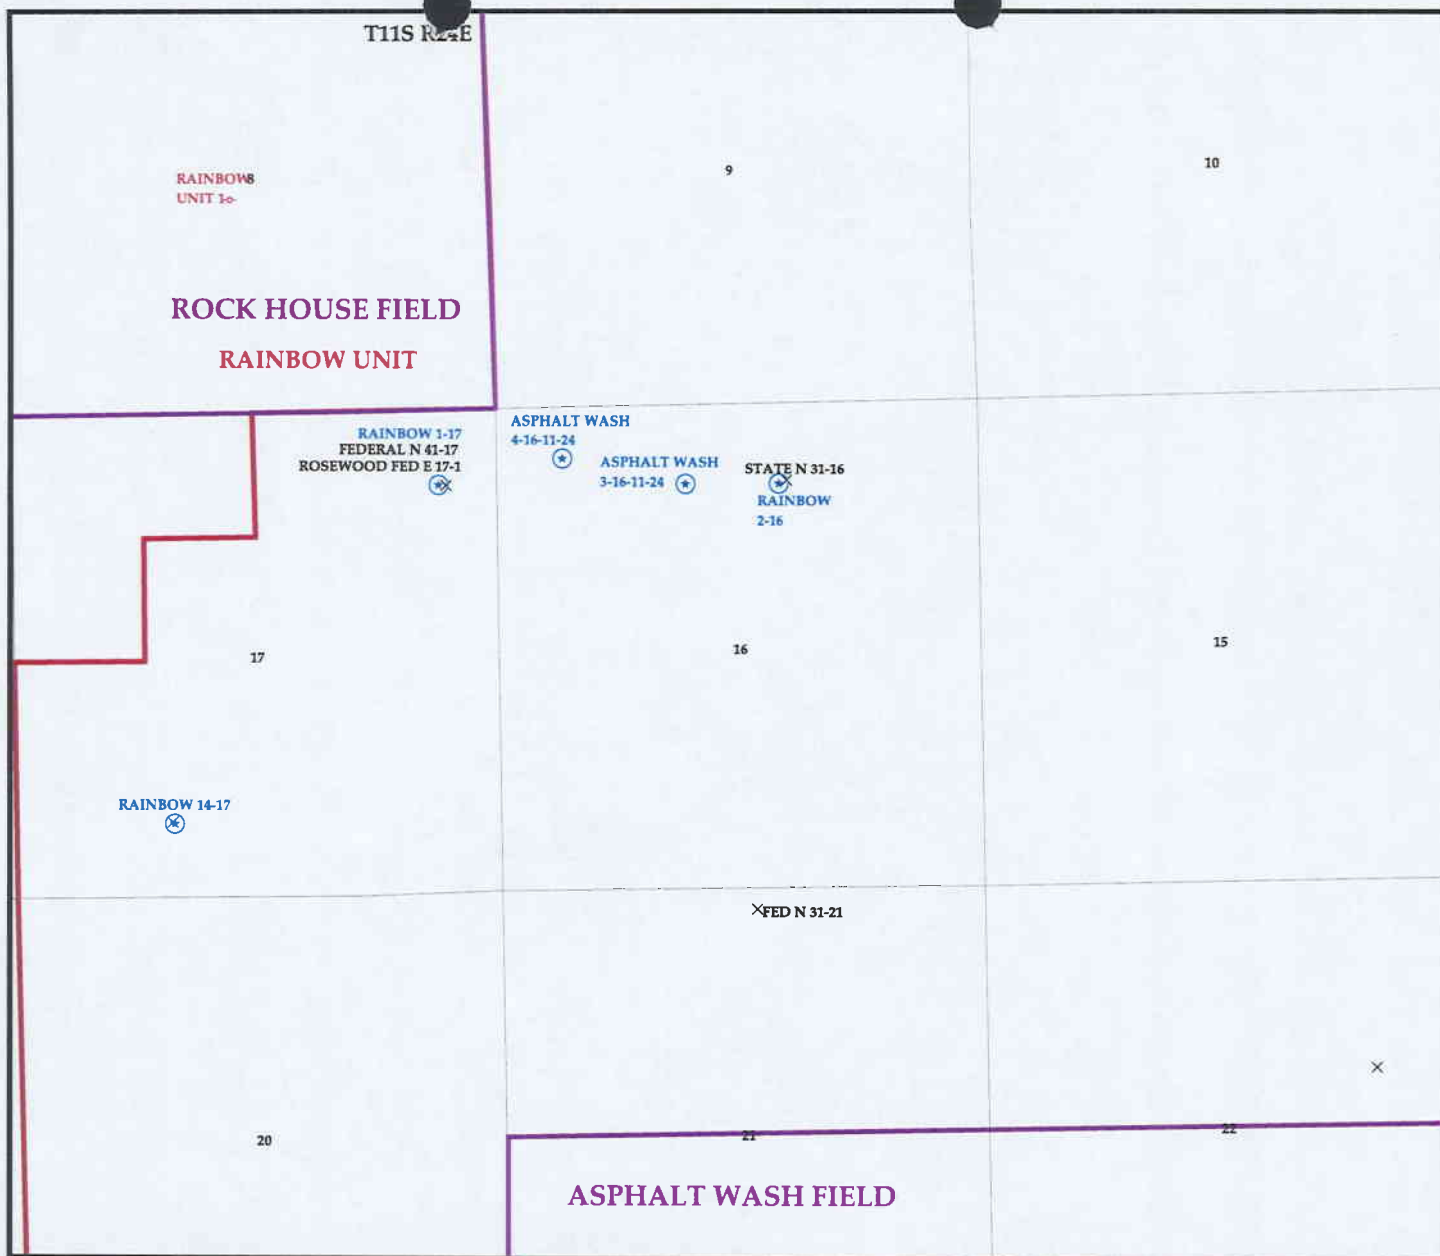 T11S R24E
9
10
RAINBOW8
UNIT 1-
ROCK HOUSE FIELD
RAINBOW UNIT
RAINBOW 1-17
FEDERAL N 41-17
ROSEWOOD FED E 17-1
ASPHALT WASH
4-16-11-24
ASPHALT WASH
3-16-11-24
STATE N 31-16
RAINBOW
2-16
17
16
15
RAINBOW 14-17
FED N 31-21
20
21
22
ASPHALT WASH FIELD